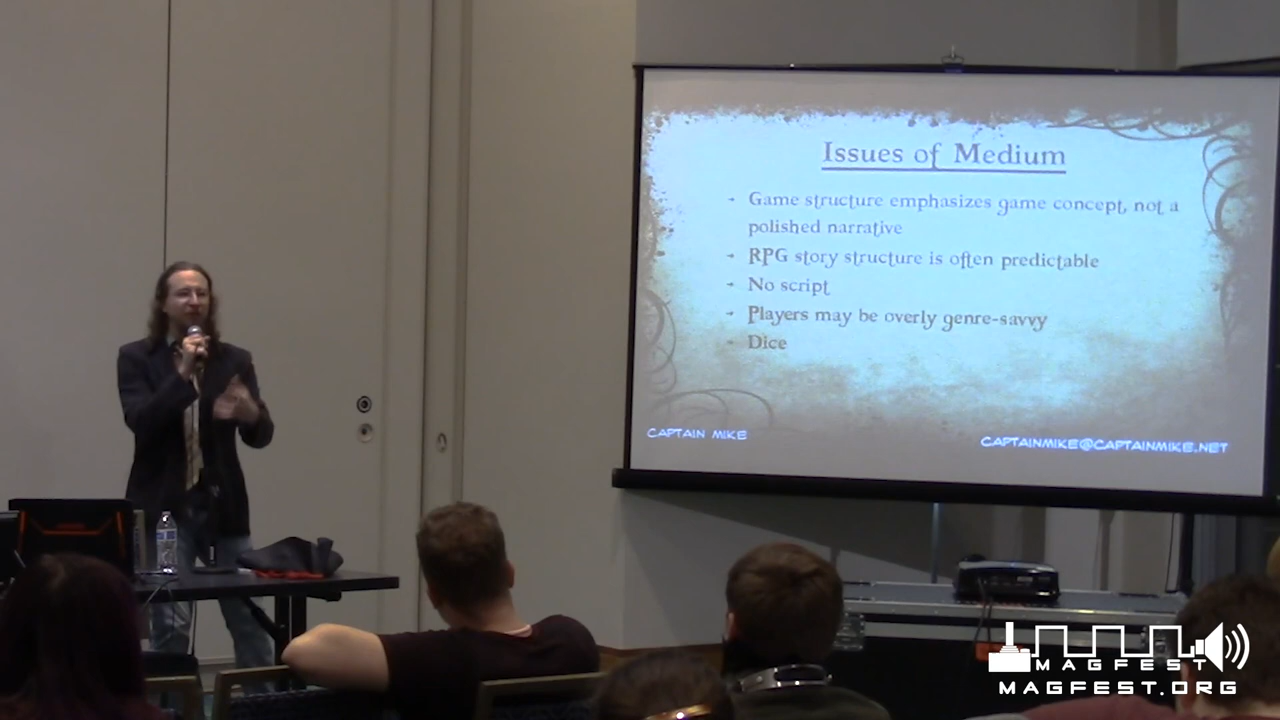 Issues of Medium
- Game structure emphasizes game concept, not a
polished narrative
- RPG story structure is often predictable
- No script
- Players may be overly genre-savvy
- Dice
CAPTAIN MIKE
CAPTAINMIKE@CAPTAINMIKE.NET
MAGFEST
MAGFEST.ORG